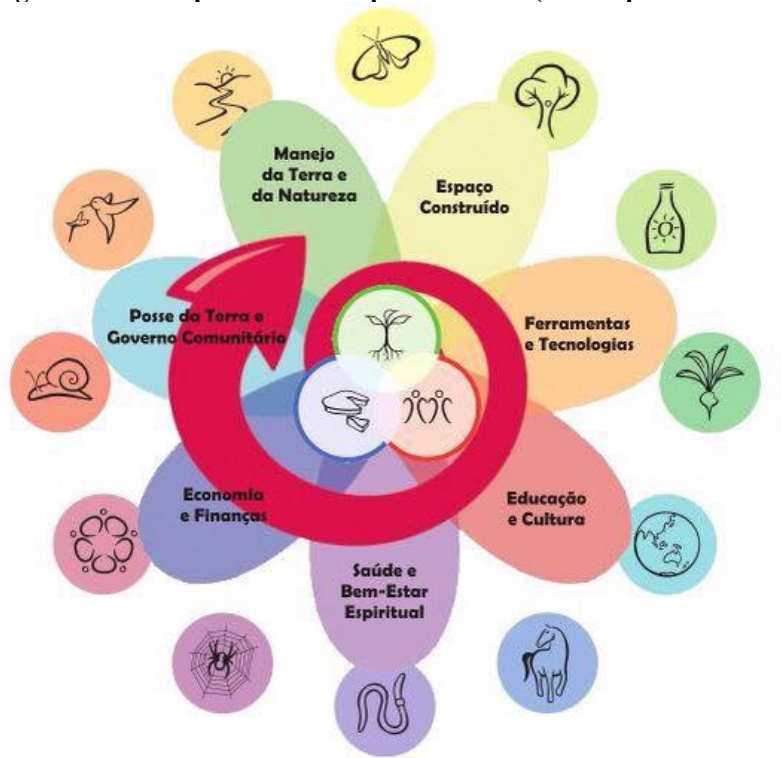 Manejo
da Terra e
da Natureza
Espaço
Construído
Ferramentas
e Tecnologias
Educação
e Cultura
Saúde e
Bem-Estar
Espiritual
Economia
e Finanças
Posse da Terra e
Governo Comunitário